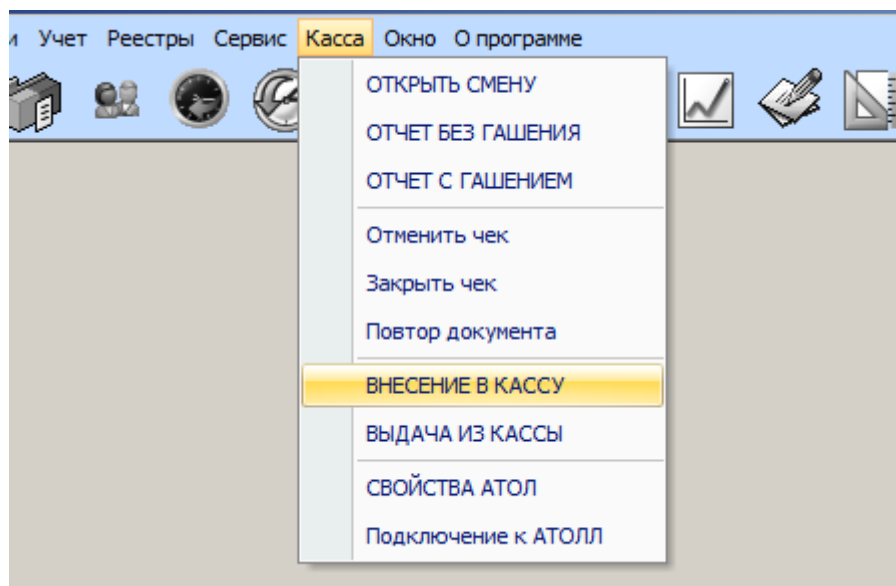 и Учет Реестры Сервис Касса Окно О программе
ОТКРЫТЬ СМЕНУ
ОТЧЕТ БЕЗ ГАШЕНИЯ
ОТЧЕТ С ГАШЕНИЕМ
Отменить чек
Закрыть чек
Повтор документа
ВНЕСЕНИЕ В КАССУ
ВЫДАЧА ИЗ КАССЫ
СВОЙСТВА АТОЛ
Подключение к АТОЛЛ